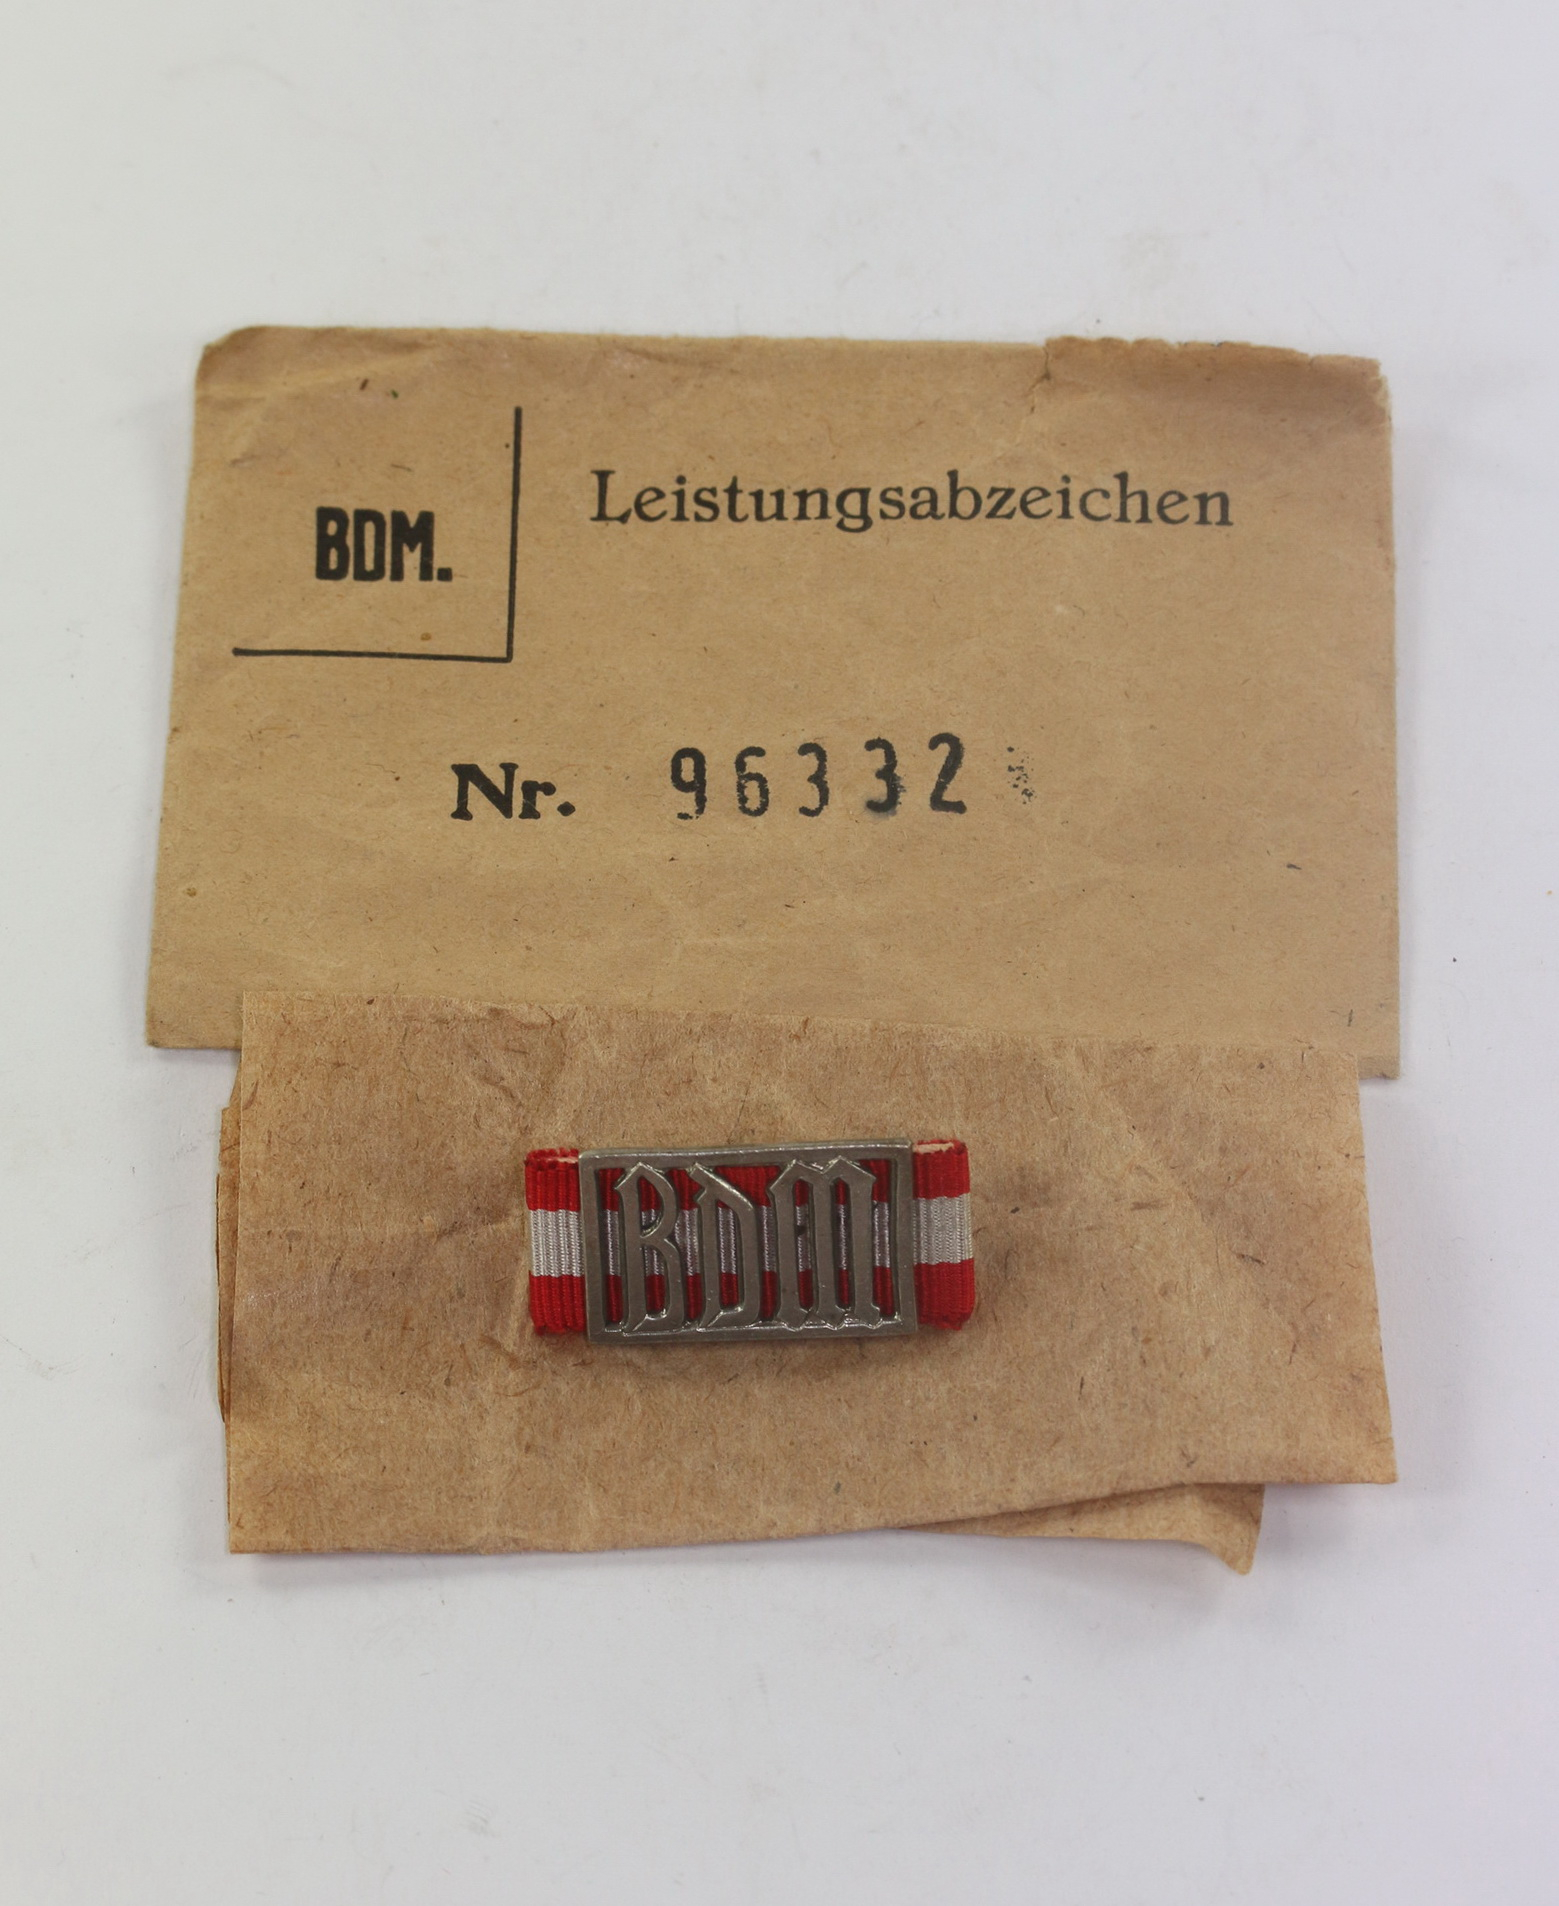 BDM.
Leistungsabzeichen
Nr. 96332
BDM